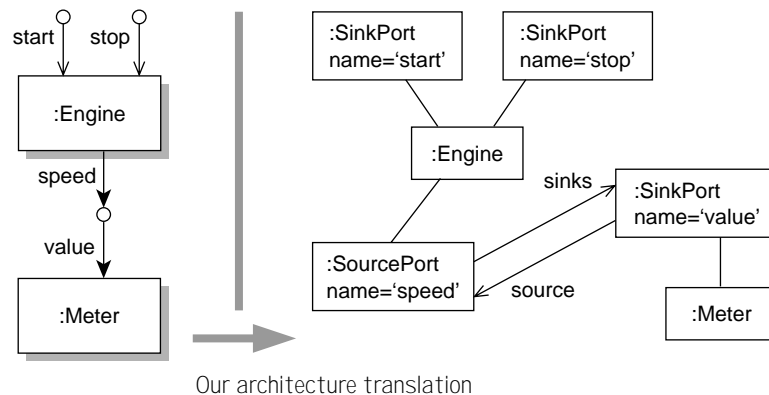 start
stop
:Engine
speed
value
:Meter
:SinkPort
name=‘start’
:SinkPort
name=‘stop’
:Engine
sinks
:SinkPort
name=‘value’
:SourcePort
name=‘speed’
source
:Meter
Our architecture translation